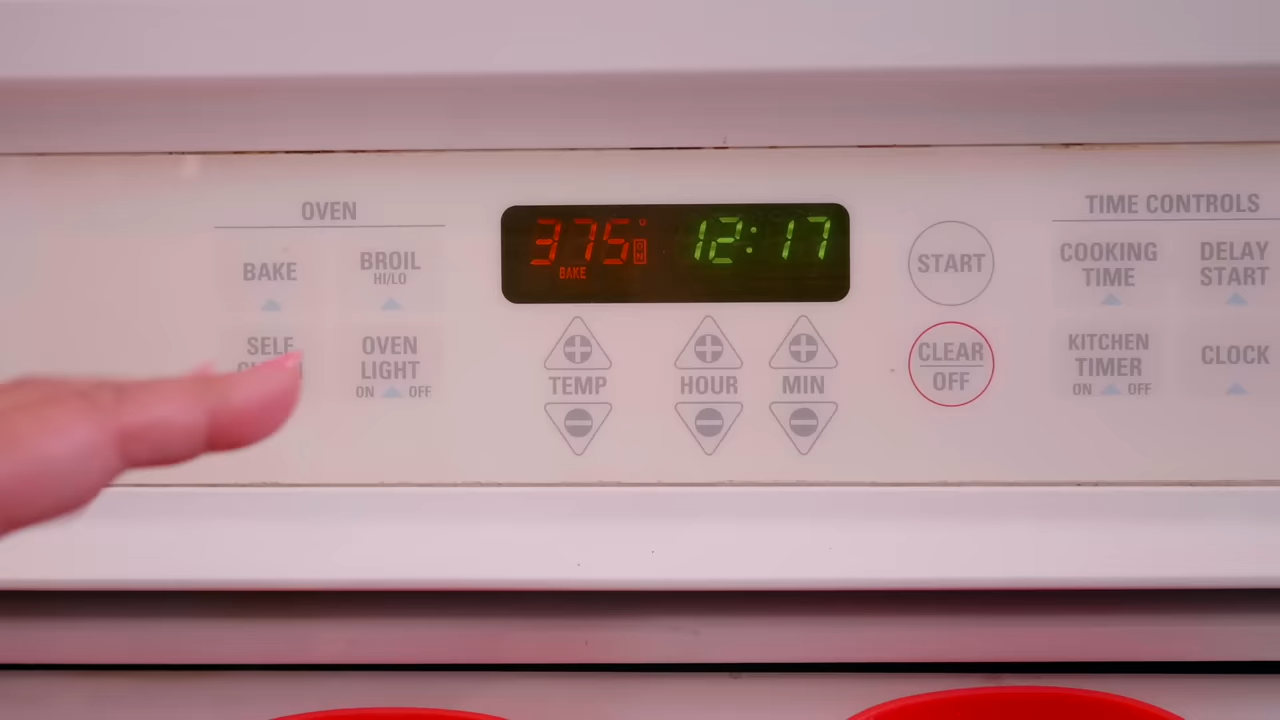 OVEN
BAKE
BROIL
HI/LO
SELF
OVEN
LIGHT
ON OFF
375°
ON
BAKE
12:17
TEMP
HOUR
MIN
START
CLEAR
OFF
TIME CONTROLS
COOKING
TIME
DELAY
START
KITCHEN
TIMER
ON OFF
CLOCK